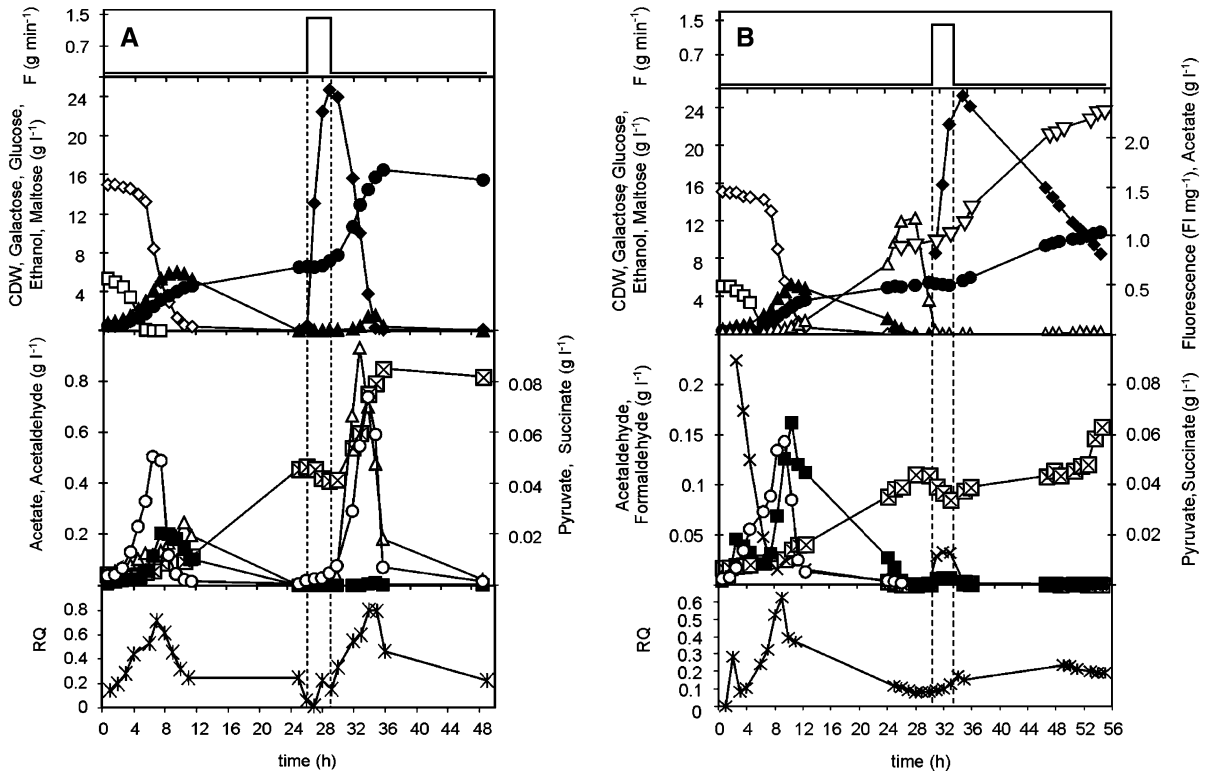 A
1.5
0.7
F (g min⁻¹)
24
20
16
12
8
4
CDW, Galactose, Glucose,
Ethanol, Maltose (g l⁻¹)
0.8
0.6
0.4
0.2
Acetate, Acetaldehyde (g l⁻¹)
0.08
0.06
0.04
0.02
Pyruvate, Succinate (g l⁻¹)
0.8
0.6
0.4
0.2
0
RQ
0 4 8 12 16 20 24 28 32 36 40 44 48
time (h)
B
1.5
0.7
F (g min⁻¹)
24
20
16
12
8
4
CDW, Galactose, Glucose,
Ethanol, Maltose (g l⁻¹)
2.0
1.5
1.0
0.5
Fluorescence (FI mg⁻¹), Acetate (g l⁻¹)
0.2
0.15
0.1
0.05
Acetaldehyde,
Formaldehyde (g l⁻¹)
0.08
0.06
0.04
0.02
Pyruvate,Succinate (g l⁻¹)
0.6
0.5
0.4
0.3
0.2
0.1
0
RQ
0 4 8 12 16 20 24 28 32 36 40 44 48 52 56
time (h)